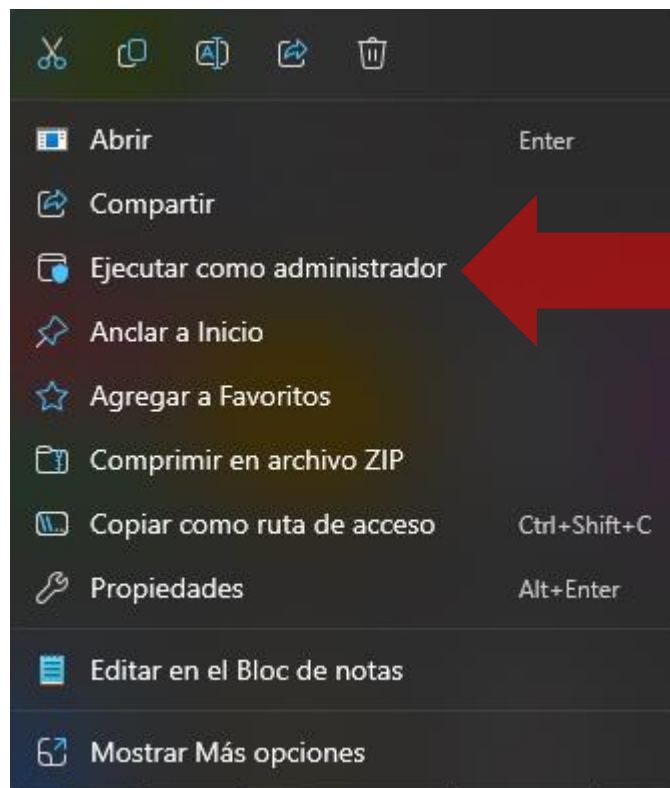 Abrir Enter
Compartir
Ejecutar como administrador
Anclar a Inicio
Agregar a Favoritos
Comprimir en archivo ZIP
Copiar como ruta de acceso Ctrl+Shift+C
Propiedades Alt+Enter
Editar en el Bloc de notas
Mostrar Más opciones